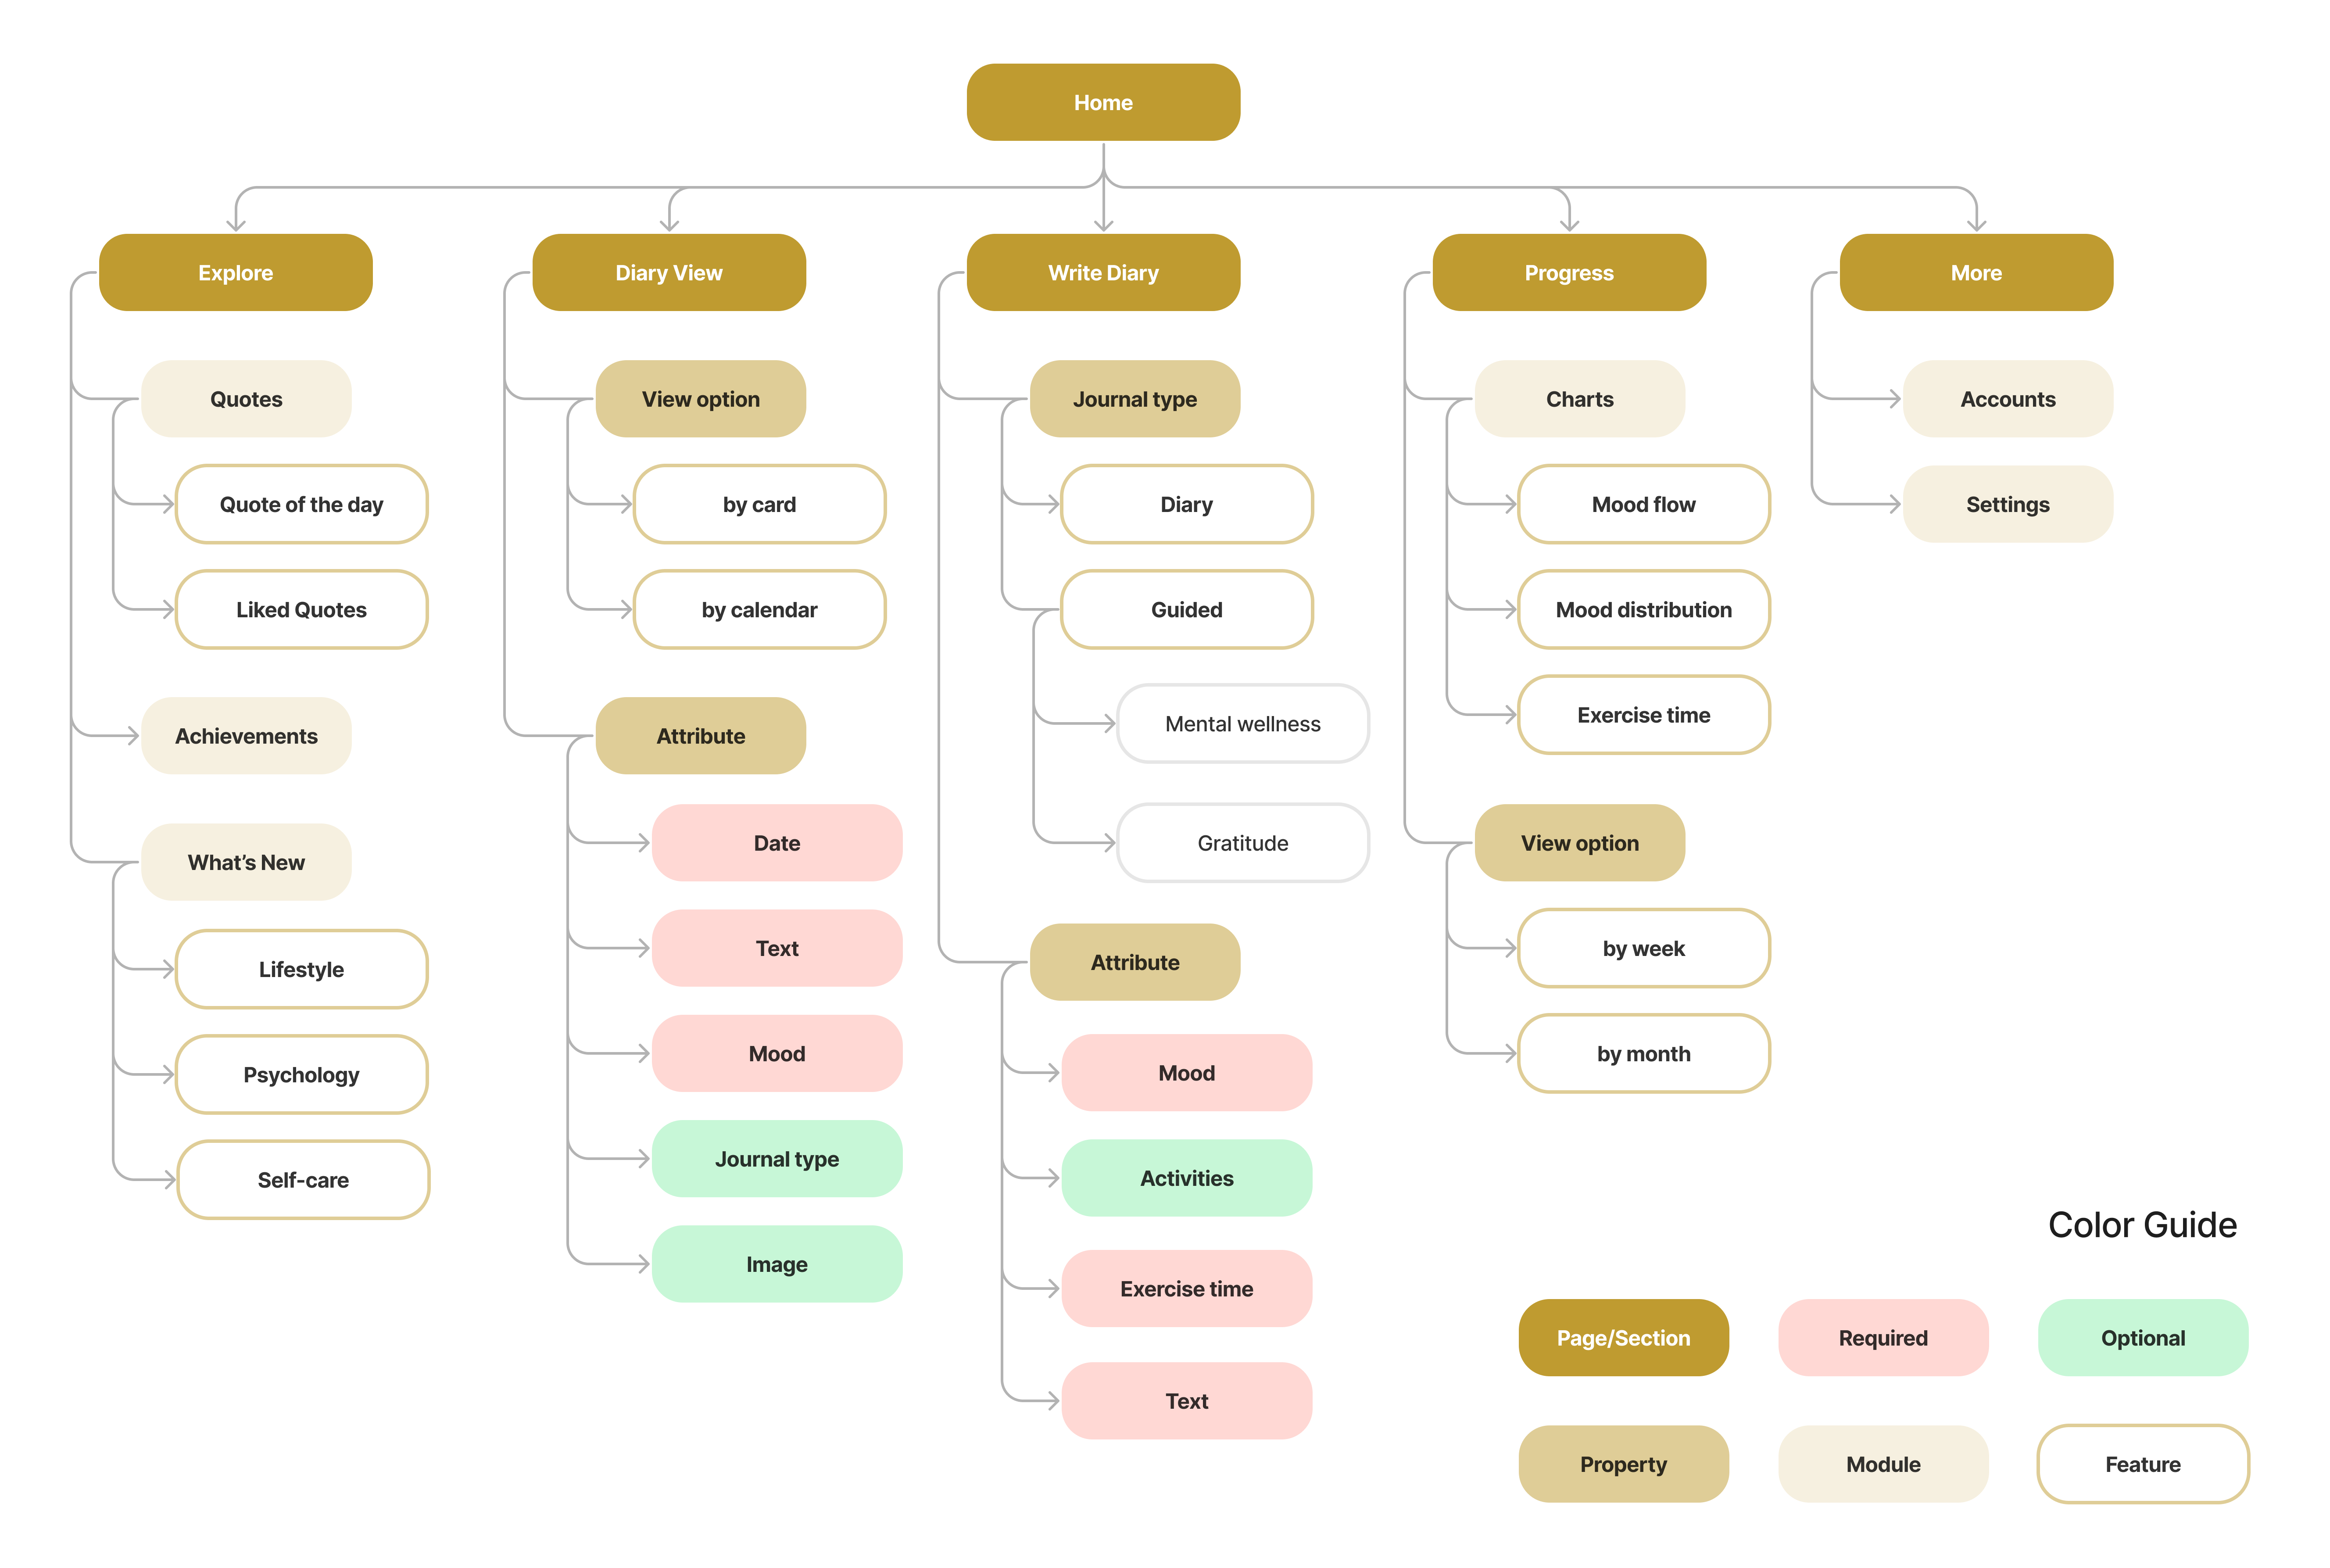 Home
Explore
Quotes
Quote of the day
Liked Quotes
Achievements
What’s New
Lifestyle
Psychology
Self-care
Diary View
View option
by card
by calendar
Attribute
Date
Text
Mood
Journal type
Image
Write Diary
Journal type
Diary
Guided
Mental wellness
Gratitude
Attribute
Mood
Activities
Exercise time
Text
Progress
Charts
Mood flow
Mood distribution
Exercise time
View option
by week
by month
More
Accounts
Settings
Color Guide
Page/Section
Required
Optional
Property
Module
Feature